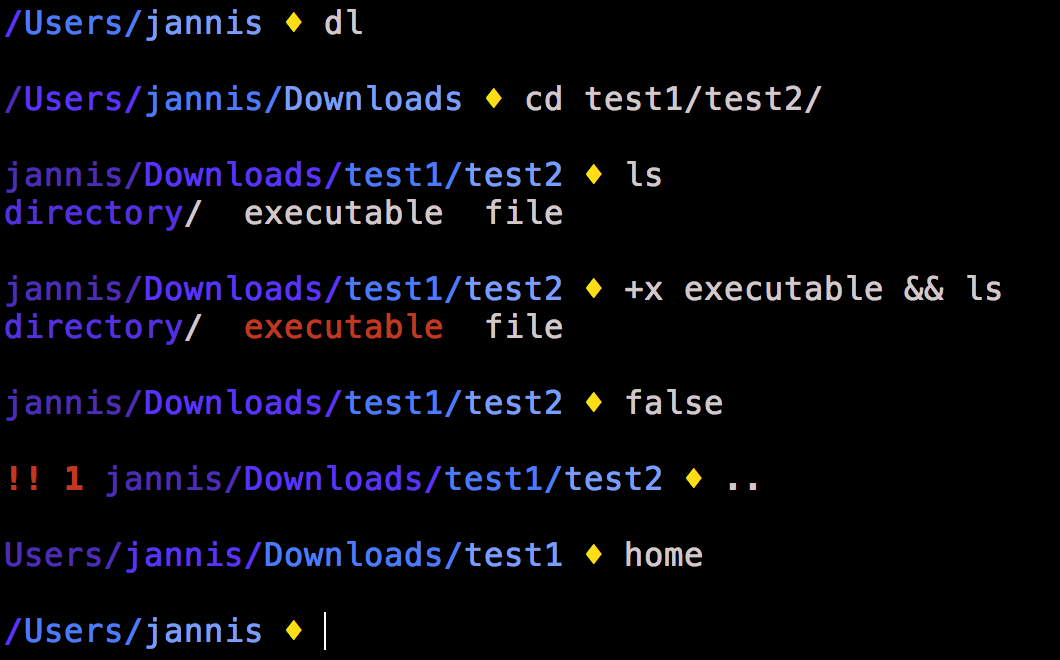 /Users/jannis ♦ dl
/Users/jannis/Downloads ♦ cd test1/test2/
jannis/Downloads/test1/test2 ♦ ls
directory/  executable  file
jannis/Downloads/test1/test2 ♦ +x executable && ls
directory/  executable  file
jannis/Downloads/test1/test2 ♦ false
!! 1 jannis/Downloads/test1/test2 ♦ ..
Users/jannis/Downloads/test1 ♦ home
/Users/jannis ♦